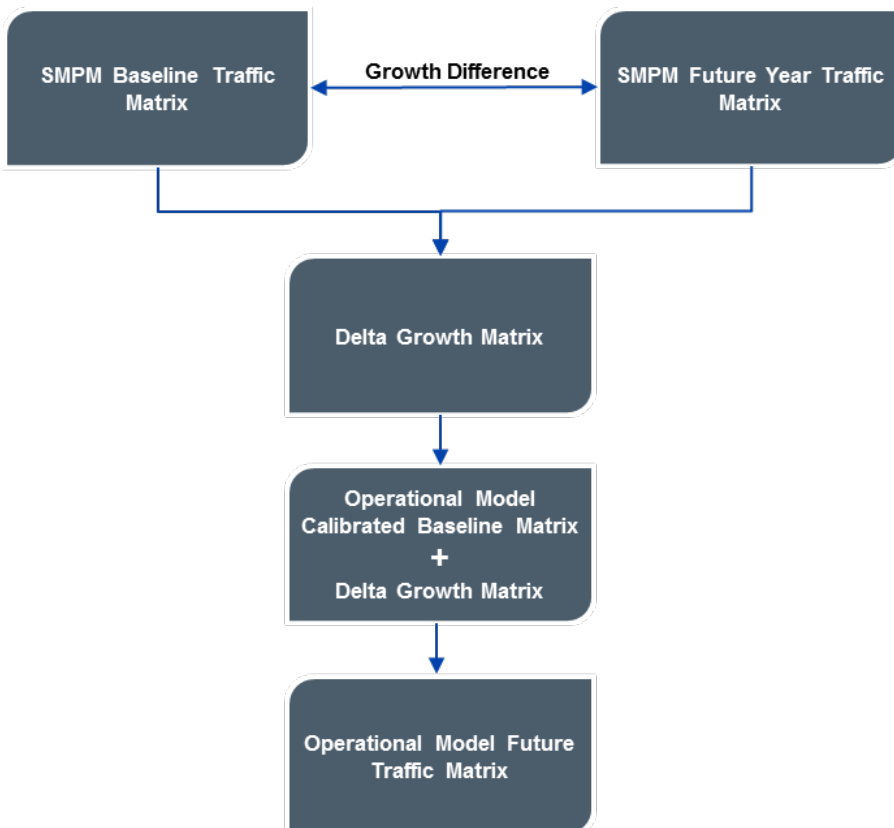 SMPM Baseline Traffic
Matrix
Growth Difference
SMPM Future Year Traffic
Matrix
Delta Growth Matrix
Operational Model
Calibrated Baseline Matrix
+
Delta Growth Matrix
Operational Model Future
Traffic Matrix